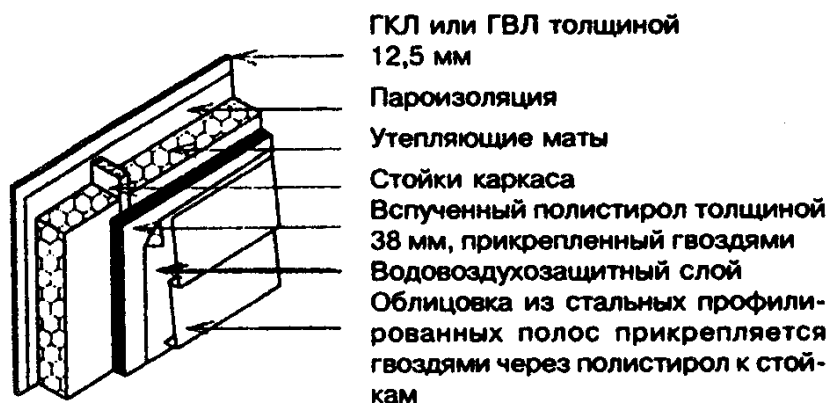 ГКЛ или ГВЛ толщиной
12,5 мм
Пароизоляция
Утепляющие маты
Стойки каркаса
Вспученный полистирол толщиной
38 мм, прикрепленный гвоздями
Водовоздухозащитный слой
Облицовка из стальных профили-
рованных полос прикрепляется
гвоздями через полистирол к стой-
кам